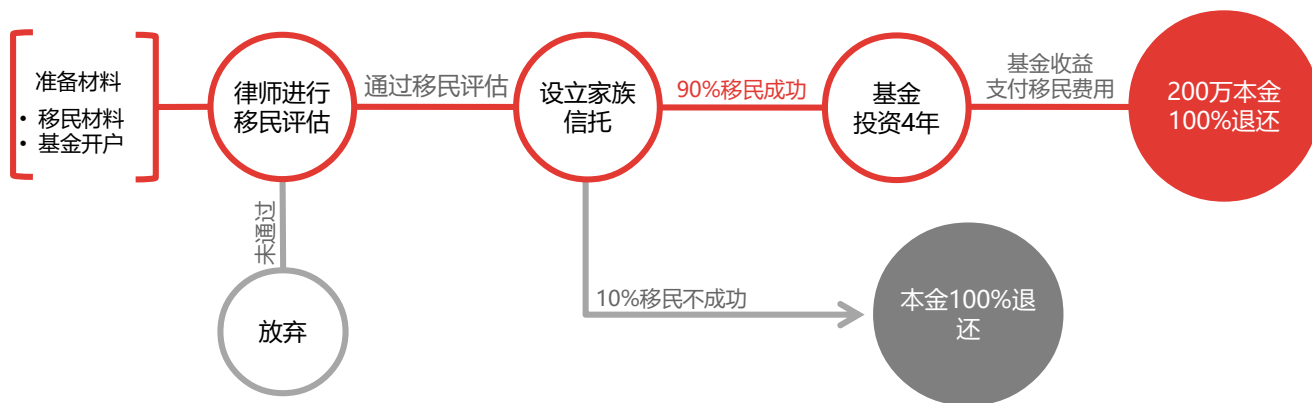 准备材料
• 移民材料
• 基金开户
律师进行
移民评估
通过移民评估
设立家族
信托
90%移民成功
基金
投资4年
基金收益
支付移民费用
200万本金
100%退还
未通过
放弃
10%移民不成功
本金100%退
还